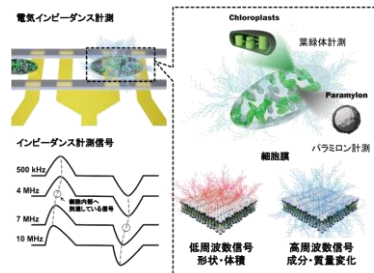 電気インピーダンス計測
Chloroplasts
葉緑体計測
Paramylon
パラミロン計測
細胞膜
インピーダンス計測信号
500 kHz
4 MHz
細胞内部へ
到達している信号
7 MHz
10 MHz
低周波数信号
形状・体積
高周波数信号
成分・質量変化